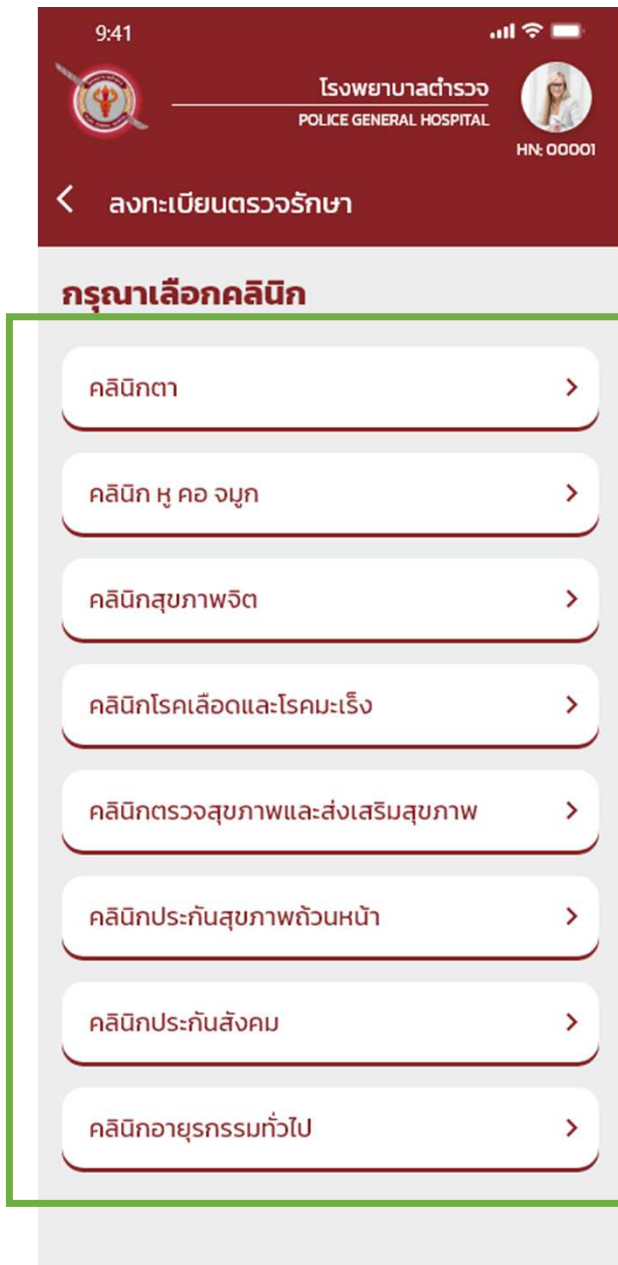 9:41
โรงพยาบาลตำรวจ
POLICE GENERAL HOSPITAL
HN; 00001
ลงทะเบียนตรวจรักษา
กรุณาเลือกคลินิก
คลินิกตา
คลินิก หู คอ จมูก
คลินิกสุขภาพจิต
คลินิกโรคเลือดและโรคมะเร็ง
คลินิกตรวจสุขภาพและส่งเสริมสุขภาพ
คลินิกประกันสุขภาพถ้วนหน้า
คลินิกประกันสังคม
คลินิกอายุรกรรมทั่วไป